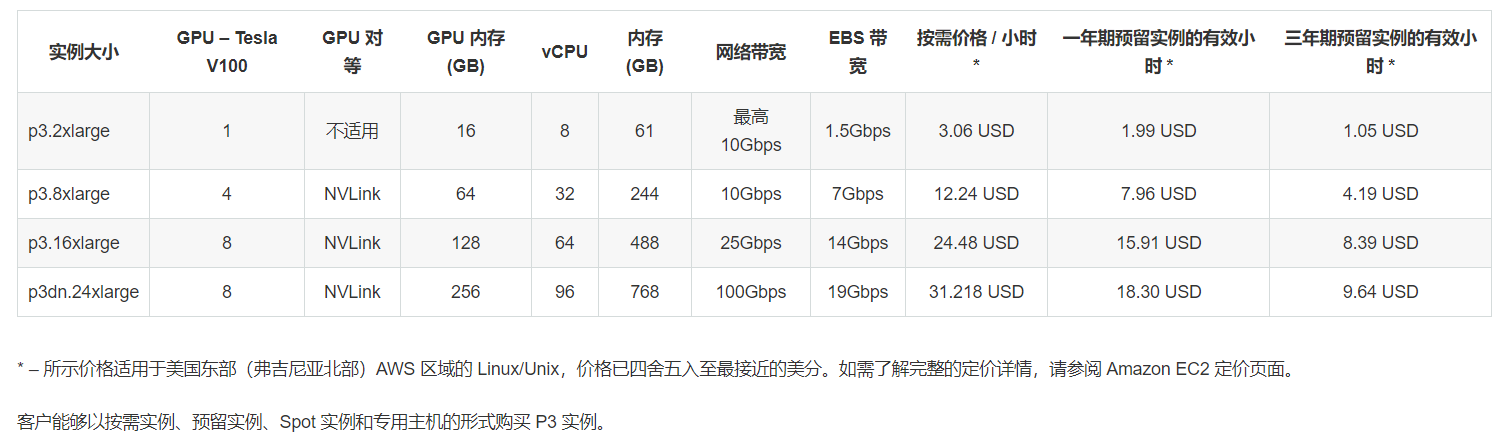 实例大小 GPU – Tesla V100 GPU 对等 GPU 内存 (GB) vCPU 内存 (GB) 网络带宽 EBS 带宽 按需价格 / 小时 * 一年期预留实例的有效小时 * 三年期预留实例的有效小时 *
p3.2xlarge 1 不适用 16 8 61 最高 10Gbps 1.5Gbps 3.06 USD 1.99 USD 1.05 USD
p3.8xlarge 4 NVLink 64 32 244 10Gbps 7Gbps 12.24 USD 7.96 USD 4.19 USD
p3.16xlarge 8 NVLink 128 64 488 25Gbps 14Gbps 24.48 USD 15.91 USD 8.39 USD
p3dn.24xlarge 8 NVLink 256 96 768 100Gbps 19Gbps 31.218 USD 18.30 USD 9.64 USD
* – 所示价格适用于美国东部（弗吉尼亚北部）AWS 区域的 Linux/Unix，价格已四舍五入至最接近的美分。如需了解完整的定价详情，请参阅 Amazon EC2 定价页面。
客户能够以按需实例、预留实例、Spot 实例和专用主机的形式购买 P3 实例。